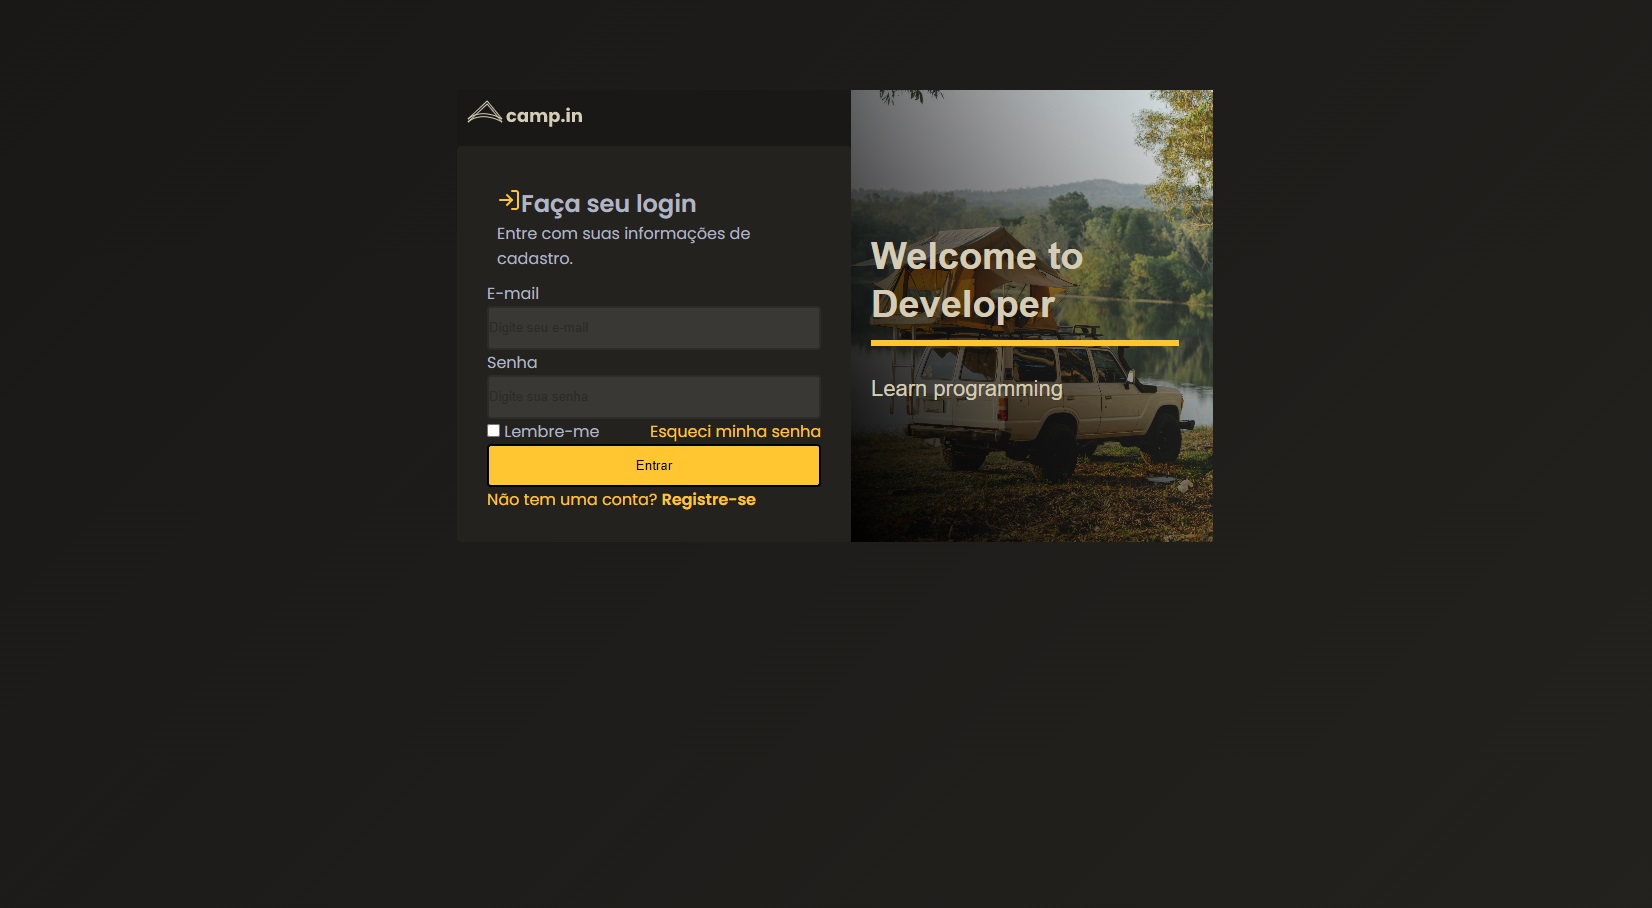 camp.in
Faça seu login
Entre com suas informações de
cadastro.
E-mail
Digite seu e-mail
Senha
Digite sua senha
Lembre-me
Esqueci minha senha
Entrar
Não tem uma conta? Registre-se
Welcome to
Developer
Learn programming